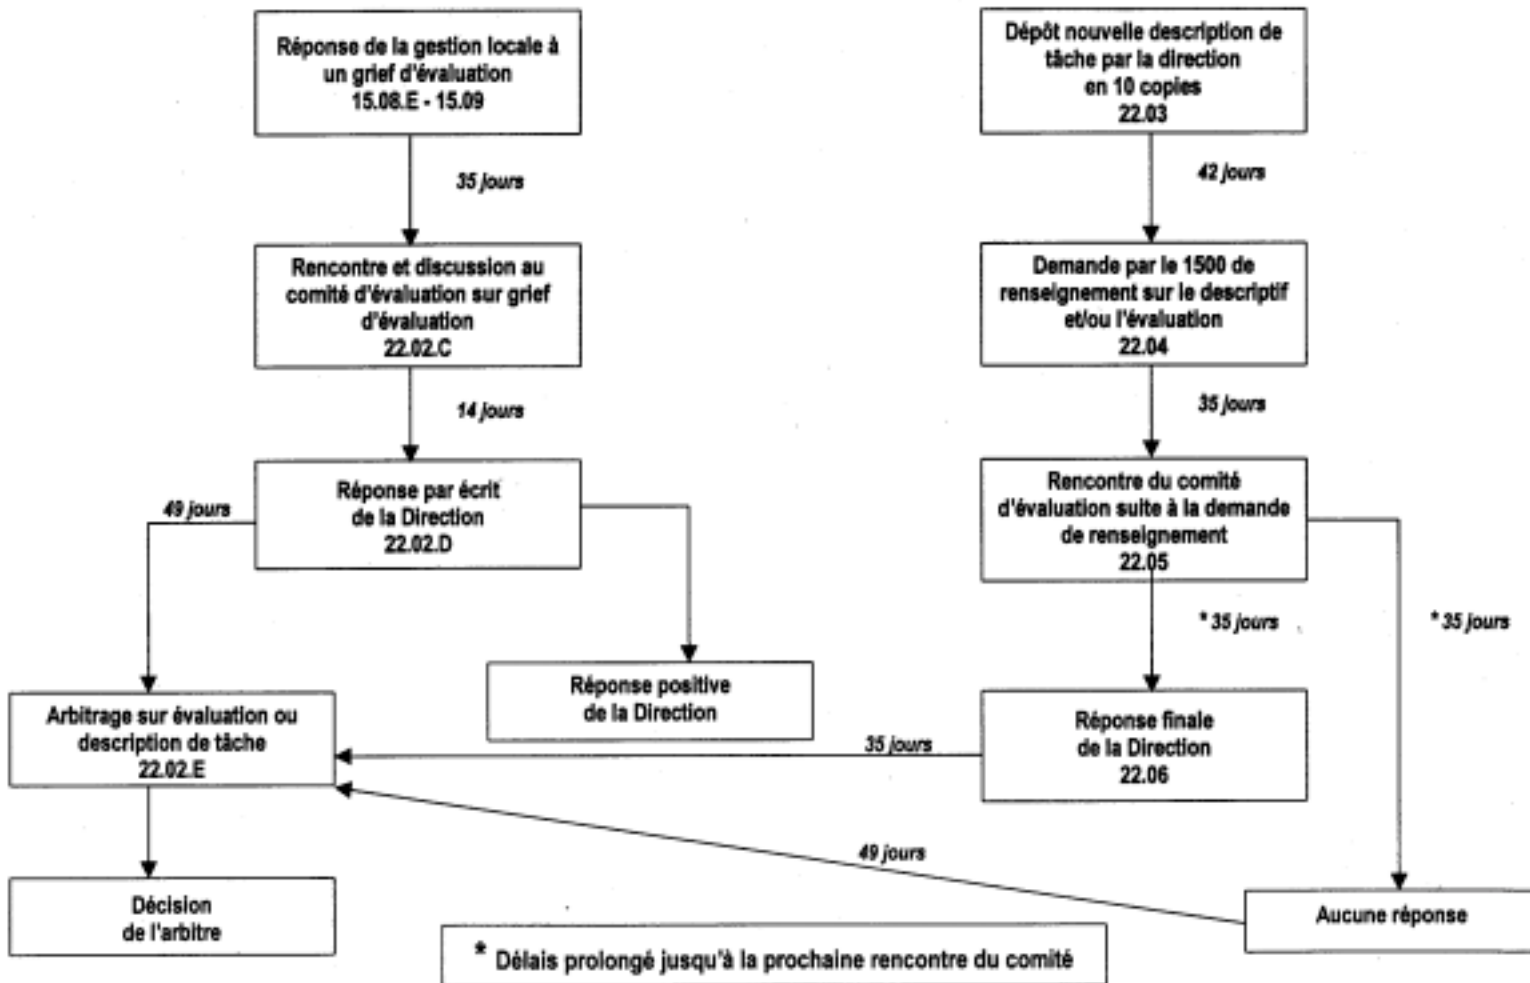 Réponse de la gestion locale à
un grief d'évaluation
15.08.E - 15.09
35 jours
Rencontre et discussion au
comité d'évaluation sur grief
d'évaluation
22.02.C
14 jours
Réponse par écrit
de la Direction
22.02.D
49 jours
Réponse positive
de la Direction
Arbitrage sur évaluation ou
description de tâche
22.02.E
Décision
de l'arbitre
Dépôt nouvelle description de
tâche par la direction
en 10 copies
22.03
42 jours
Demande par le 1500 de
renseignement sur le descriptif
et/ou l'évaluation
22.04
35 jours
Rencontre du comité
d'évaluation suite à la demande
de renseignement
22.05
* 35 jours
* 35 jours
Réponse finale
de la Direction
22.06
35 jours
49 jours
Aucune réponse
* Délais prolongé jusqu'à la prochaine rencontre du comité